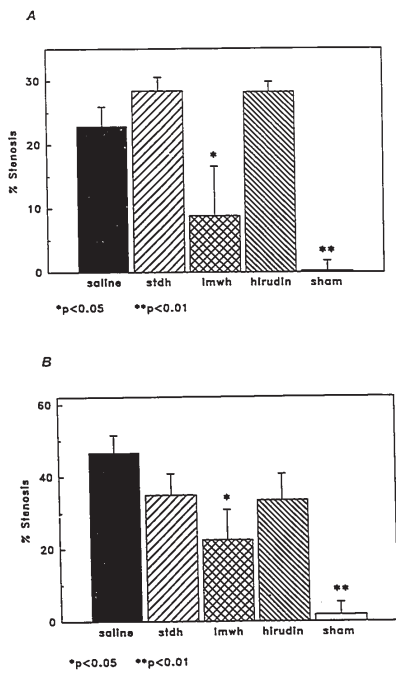 A
% Stenosis
30
20
10
0
*
**
saline stdh lmwh hirudin sham
*p<0.05 **p<0.01
B
% Stenosis
60
40
20
0
*
**
saline stdh lmwh hirudin sham
*p<0.05 **p<0.01